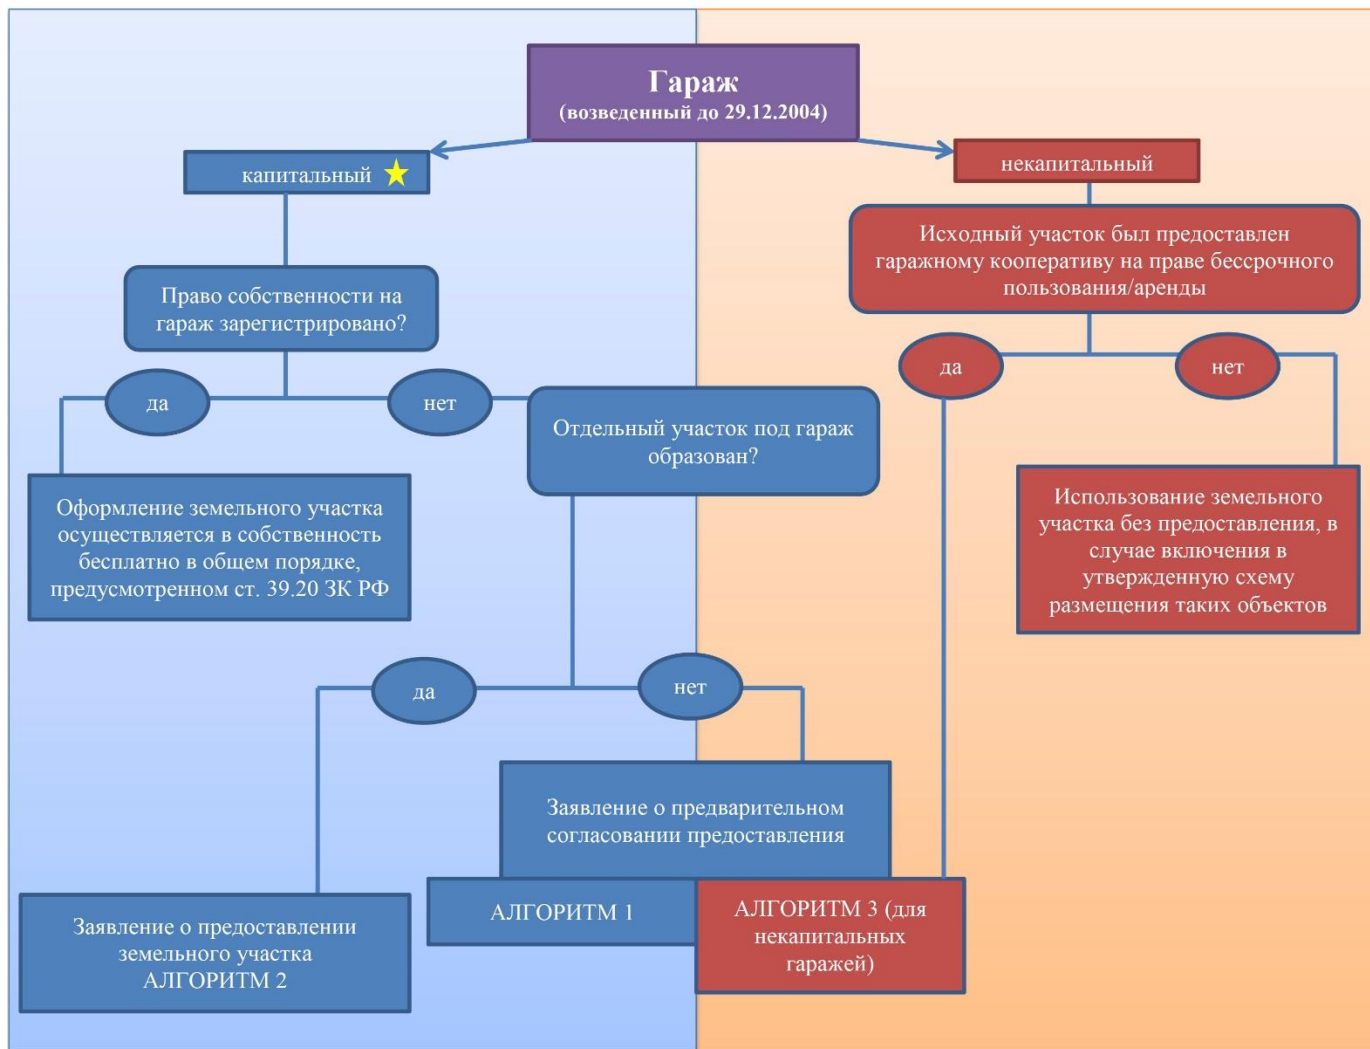 Гараж
(возведенный до 29.12.2004)
капитальный
некапитальный
Исходный участок был предоставлен
гаражному кооперативу на праве бессрочного
пользования/аренды
Право собственности на
гараж зарегистрировано?
да
нет
да
нет
Отдельный участок под гараж
образован?
Оформление земельного участка
осуществляется в собственность
бесплатно в общем порядке,
предусмотренном ст. 39.20 ЗК РФ
Использование земельного
участка без предоставления, в
случае включения в
утвержденную схему
размещения таких объектов
да
нет
Заявление о предварительном
согласовании предоставления
АЛГОРИТМ 1
АЛГОРИТМ 3 (для
некапитальных
гаражей)
Заявление о предоставлении
земельного участка
АЛГОРИТМ 2